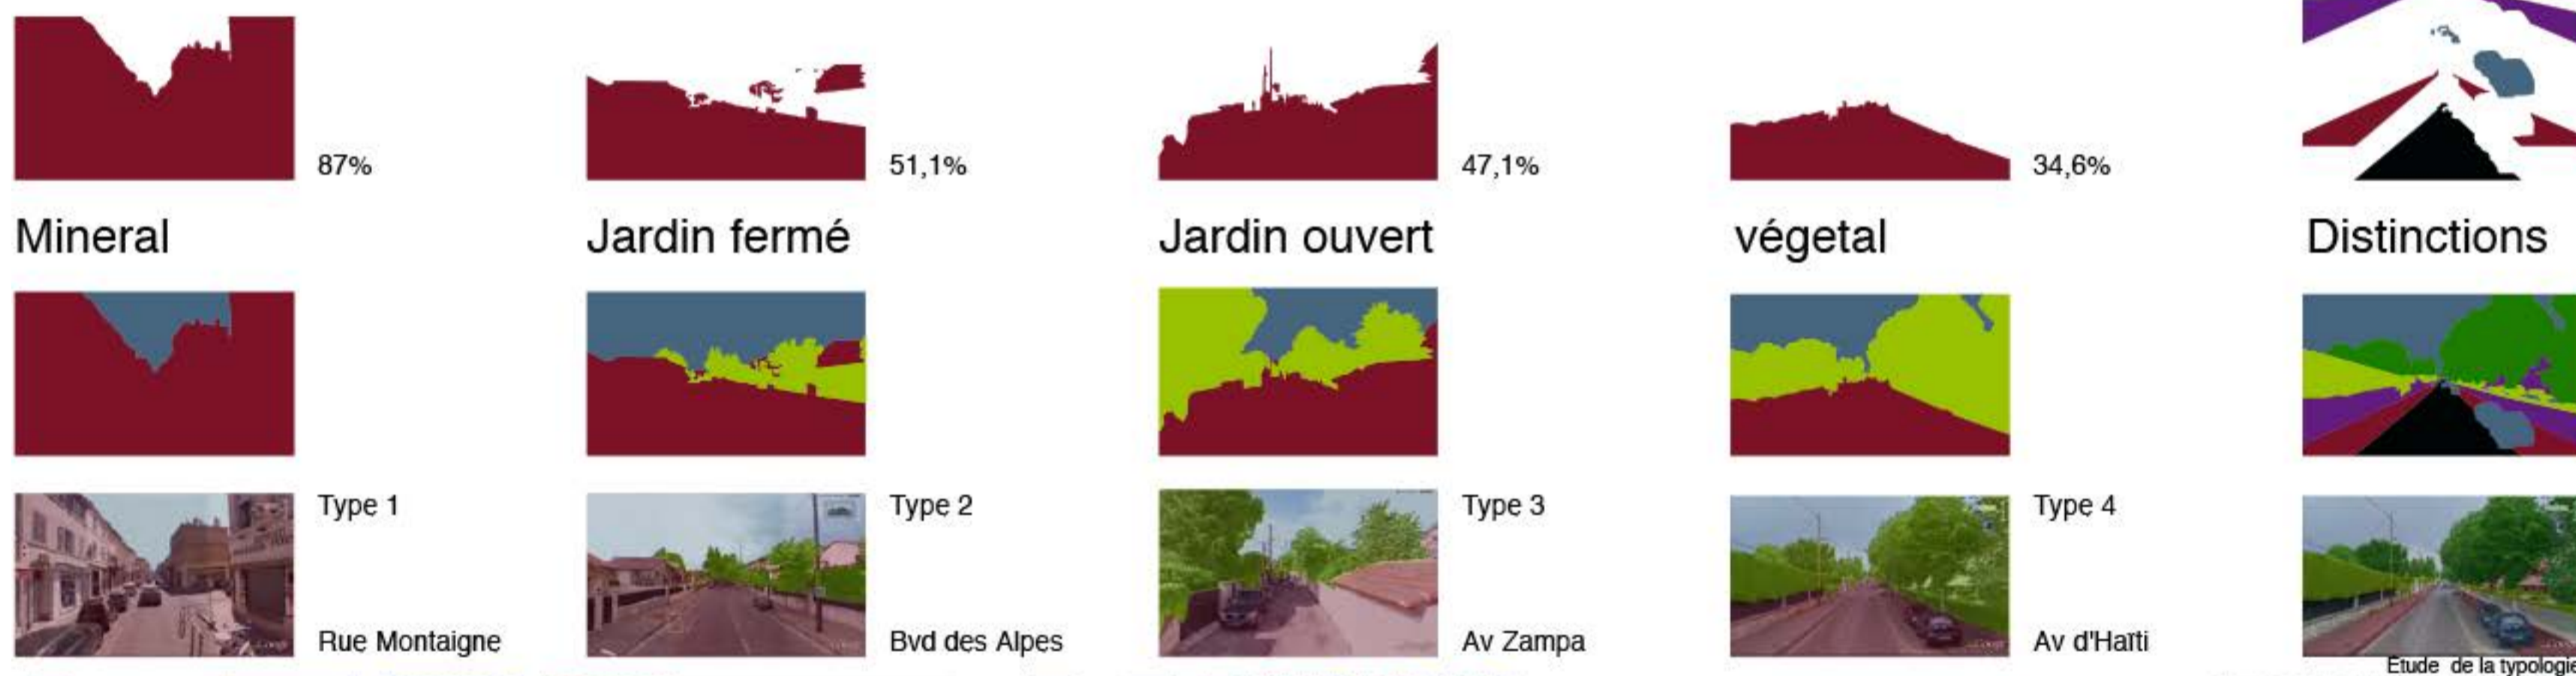 87%
51,1%
47,1%
34,6%
Mineral
Jardin fermé
Jardin ouvert
végetal
Distinctions
Type 1
Type 2
Type 3
Type 4
Rue Montaigne
Bvd des Alpes
Av Zampa
Av d'Haïti
Etude de la typologie